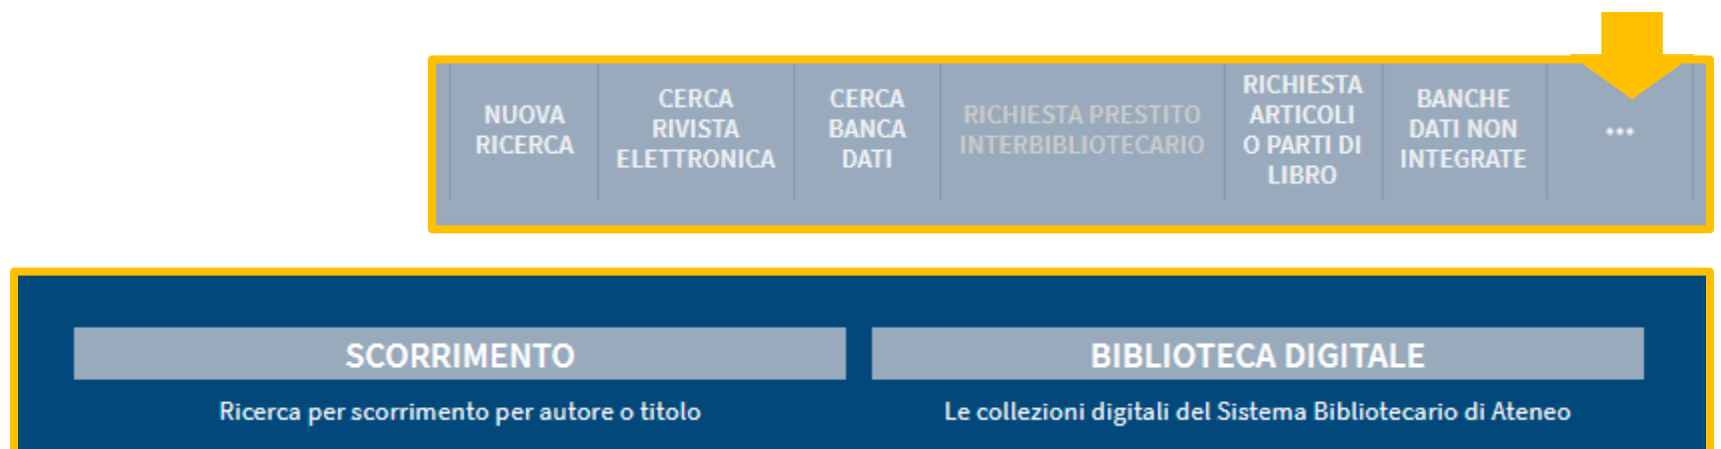 NUOVA
RICERCA
CERCA
RIVISTA
ELETTRONICA
CERCA
BANCA
DATI
RICHIESTA PRESTITO
INTERBIBLIOTECARIO
RICHIESTA
ARTICOLI
O PARTI DI
LIBRO
BANCHE
DATI NON
INTEGRATE
...
SCORRIMENTO
Ricerca per scorrimento per autore o titolo
BIBLIOTECA DIGITALE
Le collezioni digitali del Sistema Bibliotecario di Ateneo